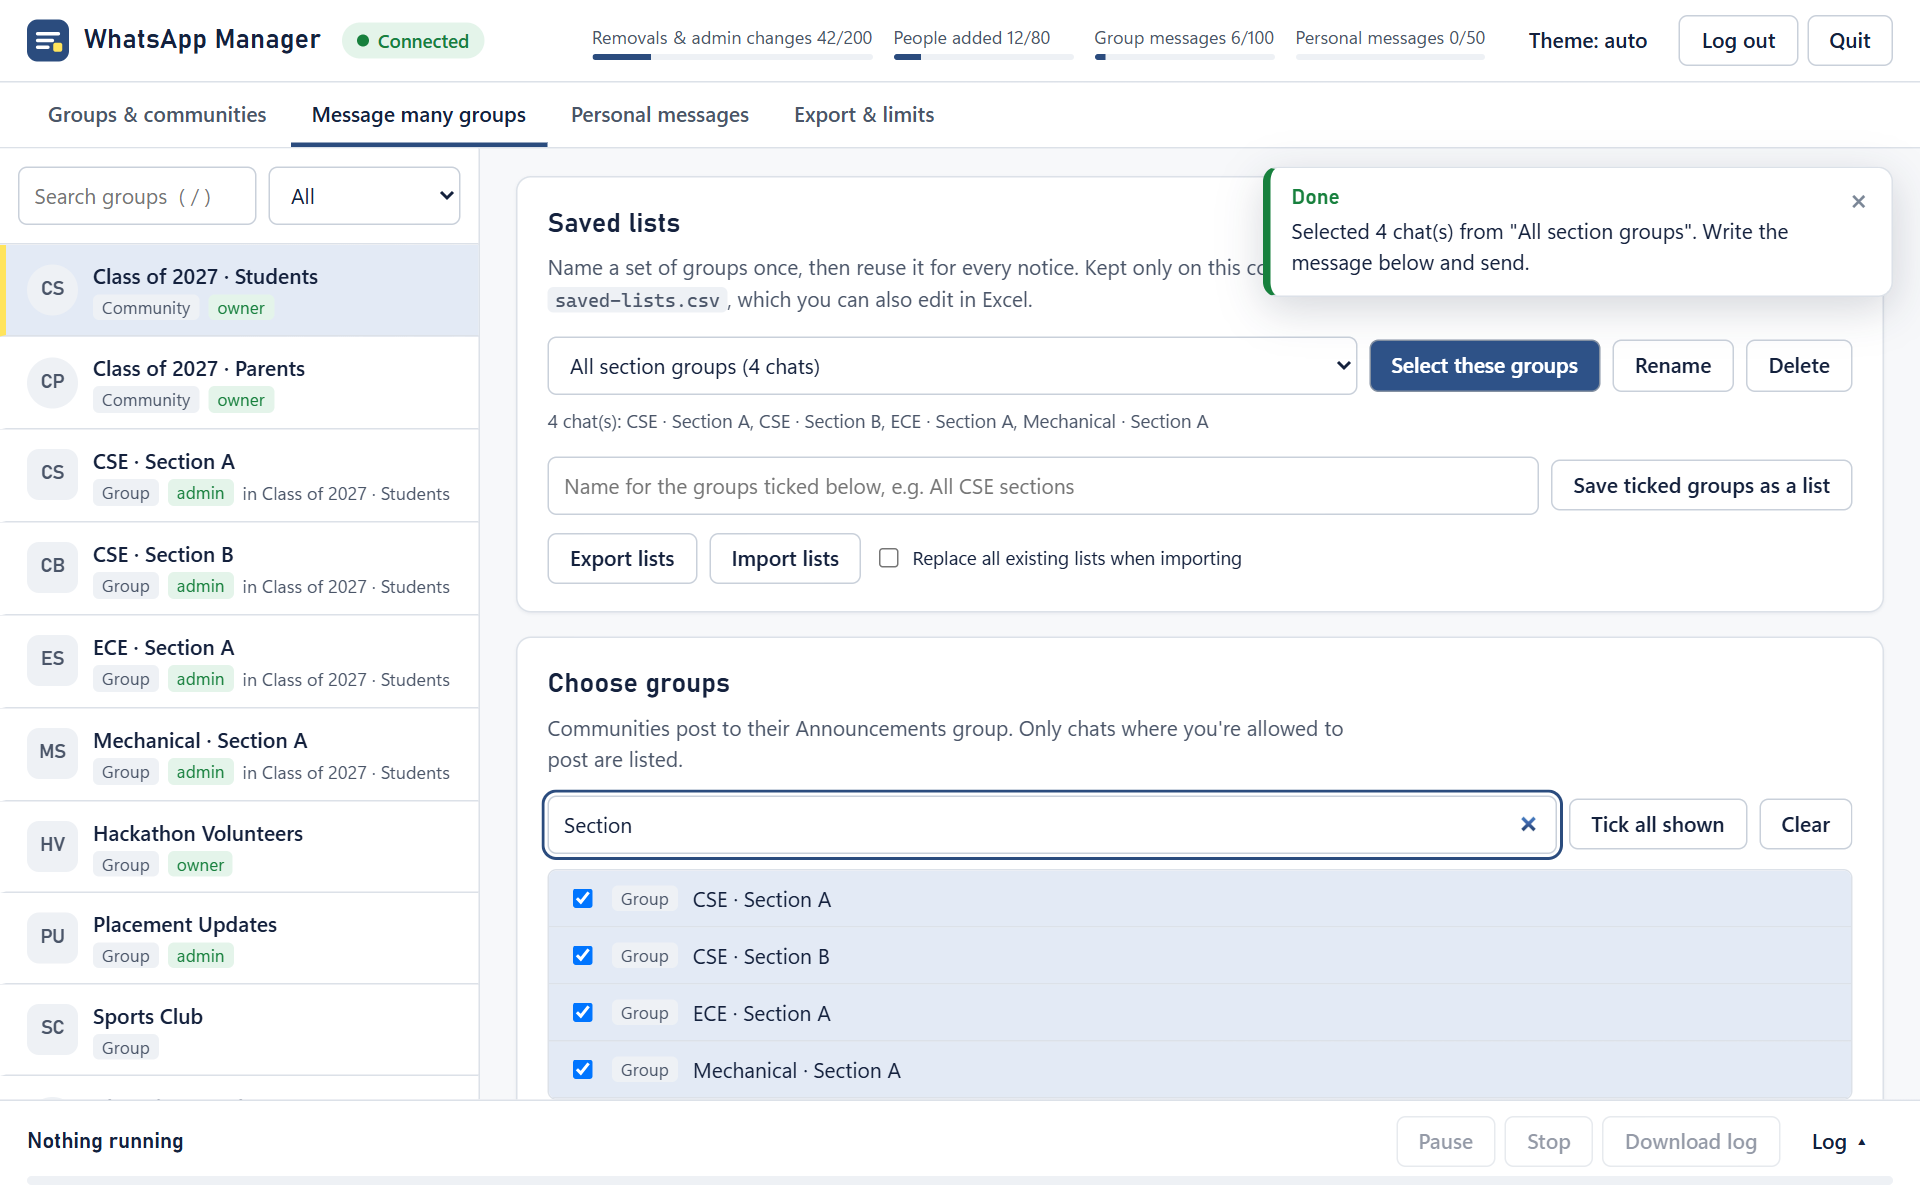 WhatsApp Manager
Connected
Removals & admin changes 42/200
People added 12/80
Group messages 6/100
Personal messages 0/50
Theme: auto
Log out
Quit
Groups & communities
Message many groups
Personal messages
Export & limits
Search groups ( / )
All
CS
Class of 2027 · Students
Community
owner
CP
Class of 2027 · Parents
Community
owner
CS
CSE · Section A
Group
admin
in Class of 2027 · Students
CB
CSE · Section B
Group
admin
in Class of 2027 · Students
ES
ECE · Section A
Group
admin
in Class of 2027 · Students
MS
Mechanical · Section A
Group
admin
in Class of 2027 · Students
HV
Hackathon Volunteers
Group
owner
PU
Placement Updates
Group
admin
SC
Sports Club
Group
Done
Selected 4 chat(s) from "All section groups". Write the
message below and send.
×
Saved lists
Name a set of groups once, then reuse it for every notice. Kept only on this
saved-lists.csv, which you can also edit in Excel.
All section groups (4 chats)
Select these groups
Rename
Delete
4 chat(s): CSE · Section A, CSE · Section B, ECE · Section A, Mechanical · Section A
Name for the groups ticked below, e.g. All CSE sections
Save ticked groups as a list
Export lists
Import lists
Replace all existing lists when importing
Choose groups
Communities post to their Announcements group. Only chats where you're allowed to
post are listed.
Section
Tick all shown
Clear
Group
CSE · Section A
Group
CSE · Section B
Group
ECE · Section A
Group
Mechanical · Section A
Nothing running
Pause
Stop
Download log
Log